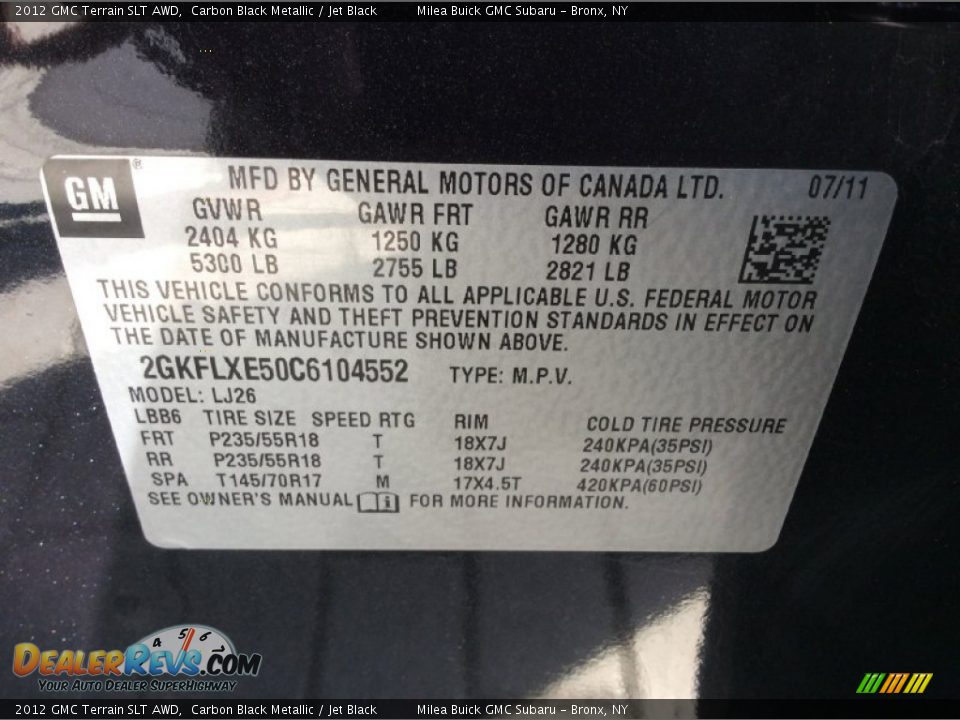 2012 GMC Terrain SLT AWD, Carbon Black Metallic / Jet Black Milea Buick GMC Subaru - Bronx, NY
GM ® MFD BY GENERAL MOTORS OF CANADA LTD. 07/11
GVWR GAWR FRT GAWR RR
2404 KG 1250 KG 1280 KG
5300 LB 2755 LB 2821 LB
THIS VEHICLE CONFORMS TO ALL APPLICABLE U.S. FEDERAL MOTOR
VEHICLE SAFETY AND THEFT PREVENTION STANDARDS IN EFFECT ON
THE DATE OF MANUFACTURE SHOWN ABOVE.
2GKFLXE50C6104552 TYPE: M.P.V.
MODEL: LJ26
LBB6 TIRE SIZE SPEED RTG RIM COLD TIRE PRESSURE
FRT P235/55R18 T 18X7J 240KPA(35PSI)
RR P235/55R18 T 18X7J 240KPA(35PSI)
SPA T145/70R17 M 17X4.5T 420KPA(60PSI)
SEE OWNER'S MANUAL i FOR MORE INFORMATION.
4 5 6
DEALERREVS.COM
YOUR AUTO DEALER SUPERHIGHWAY
2012 GMC Terrain SLT AWD, Carbon Black Metallic / Jet Black Milea Buick GMC Subaru - Bronx, NY